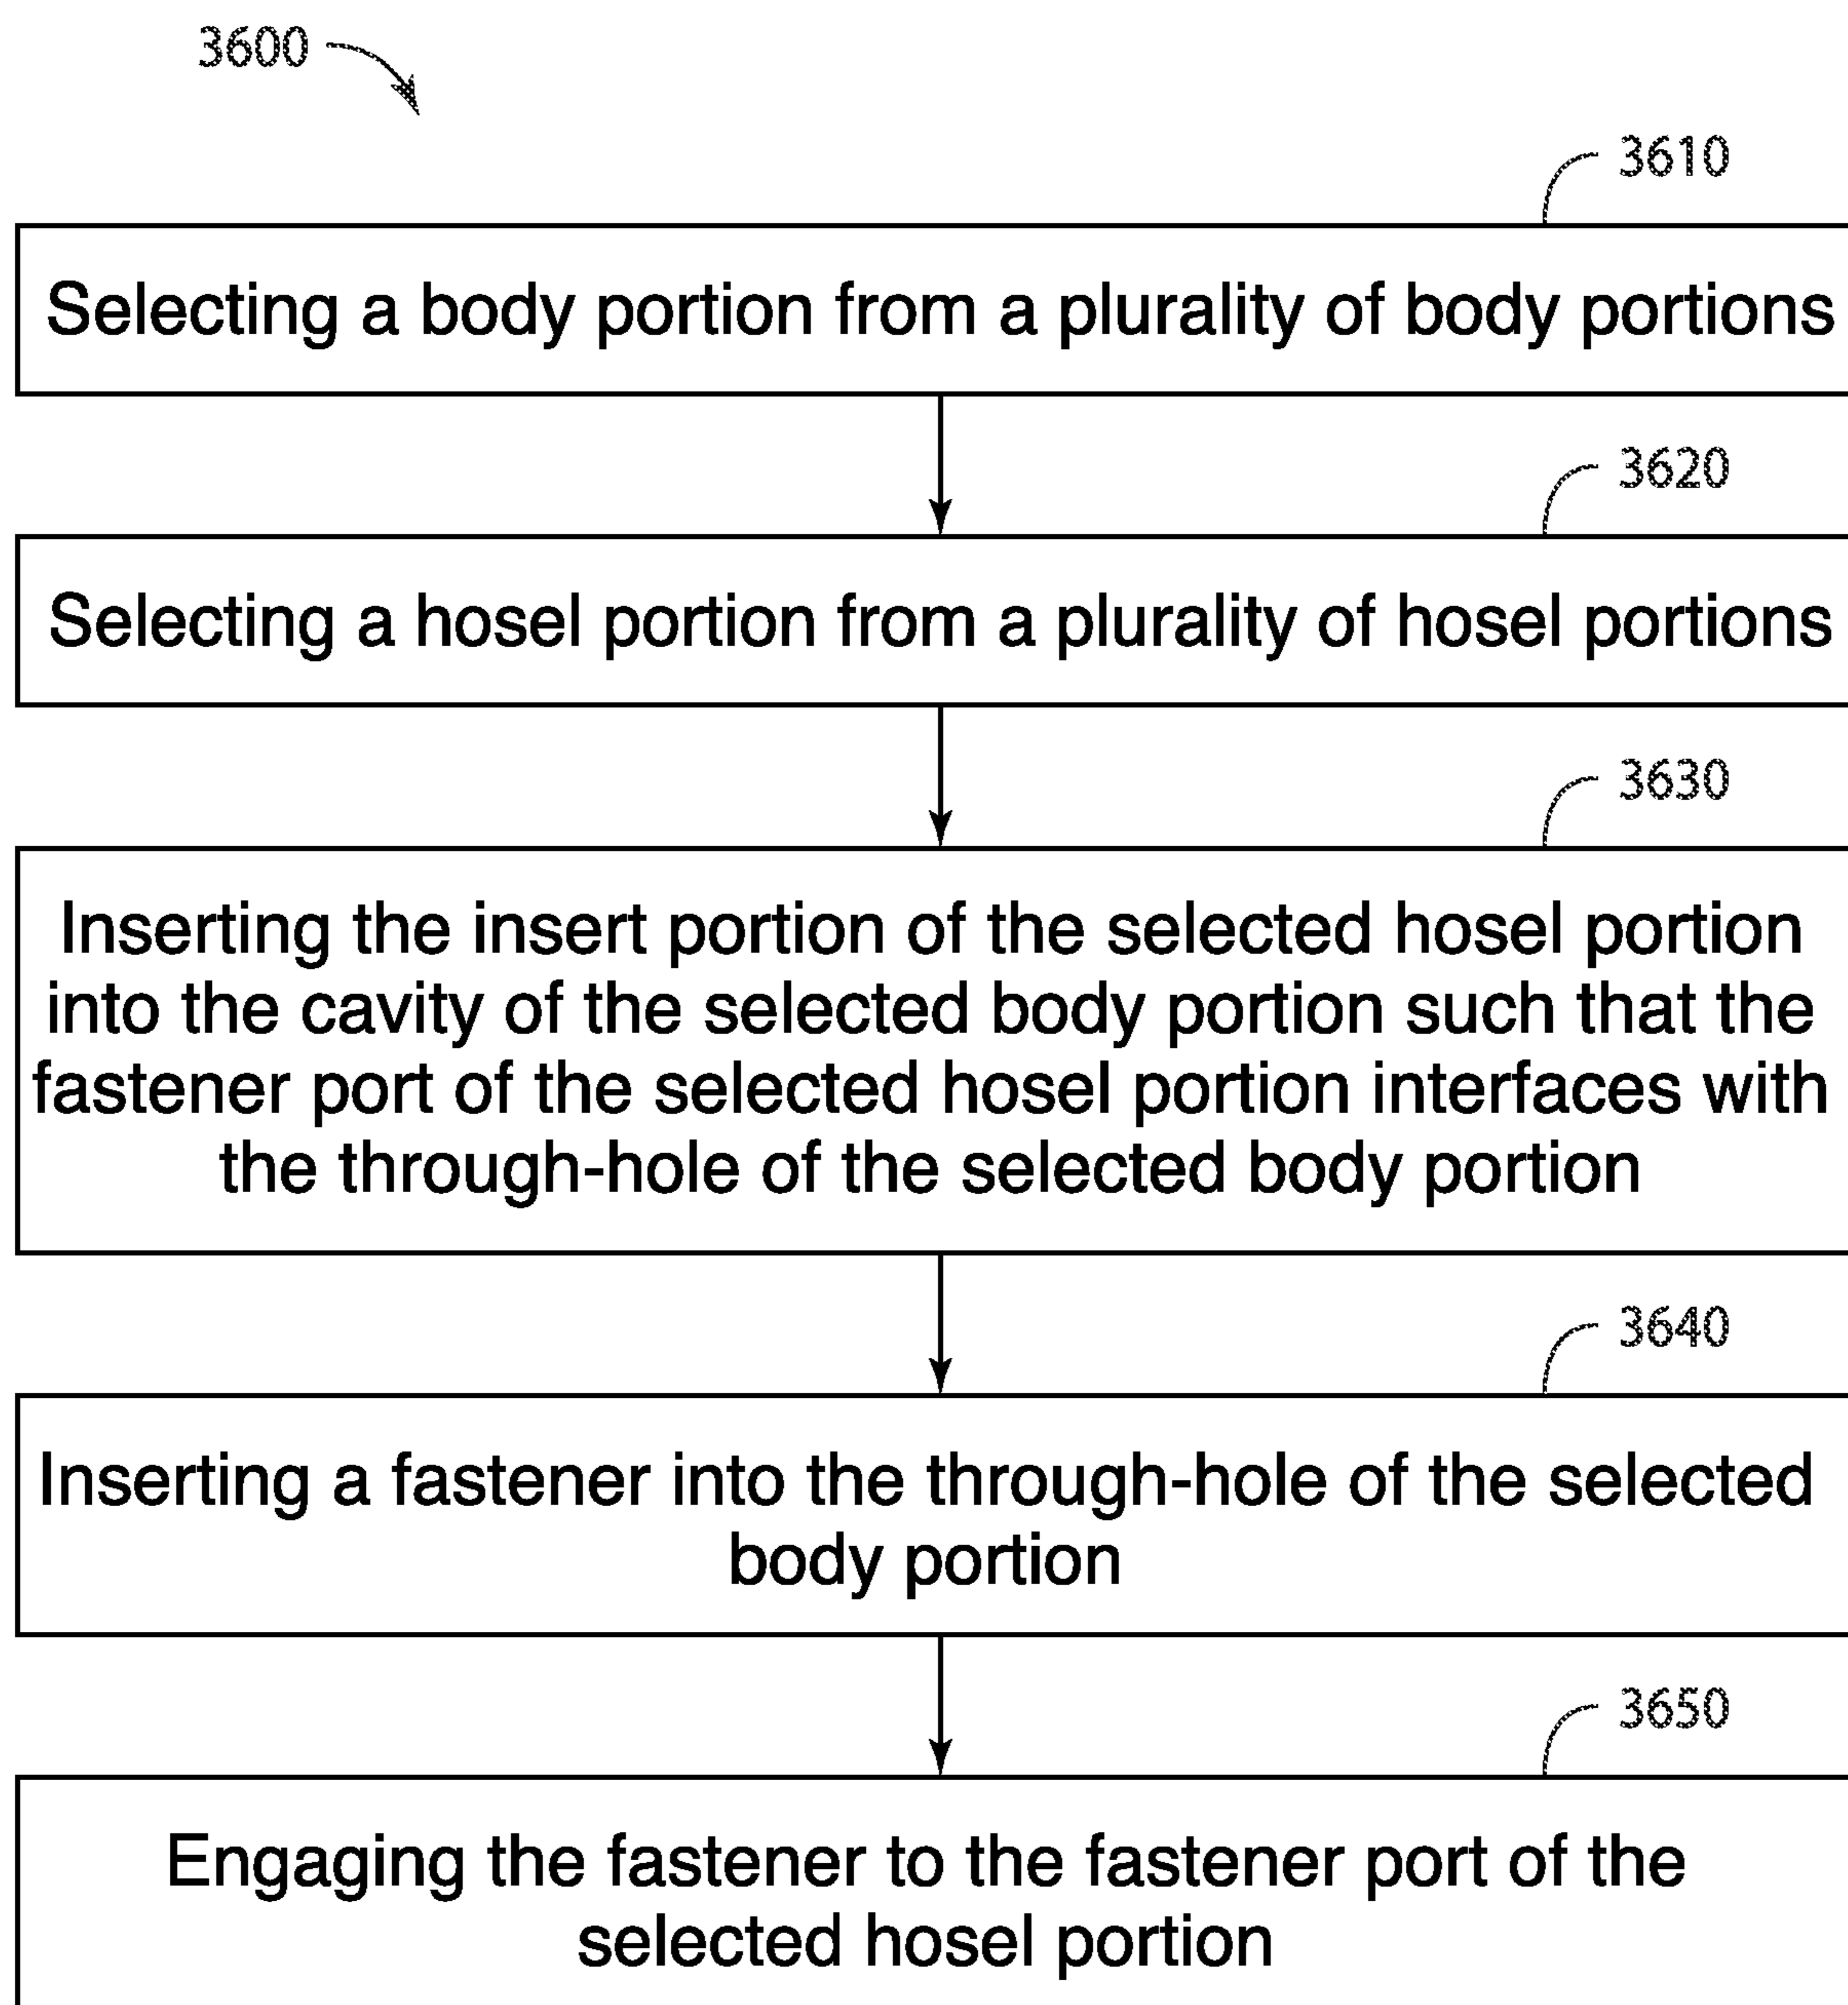 3600
3610
Selecting a body portion from a plurality of body portions
3620
Selecting a hosel portion from a plurality of hosel portions
3630
Inserting the insert portion of the selected hosel portion
into the cavity of the selected body portion such that the
fastener port of the selected hosel portion interfaces with
the through-hole of the selected body portion
3640
Inserting a fastener into the through-hole of the selected
body portion
3650
Engaging the fastener to the fastener port of the
selected hosel portion